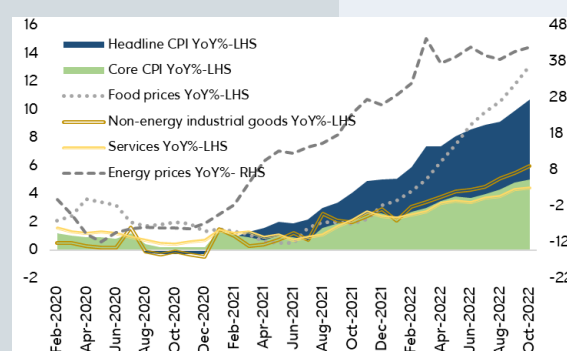 16
14
12
10
8
6
4
2
0
-2
48
38
28
18
8
-2
-12
-22
Headline CPI YoY%-LHS
Core CPI YoY%-LHS
Food prices YoY%-LHS
Non-energy industrial goods YoY%-LHS
Services YoY%-LHS
Energy prices YoY%- RHS
Feb-2020
Apr-2020
Jun-2020
Aug-2020
Oct-2020
Dec-2020
Feb-2021
Apr-2021
Jun-2021
Aug-2021
Oct-2021
Dec-2021
Feb-2022
Apr-2022
Jun-2022
Aug-2022
Oct-2022